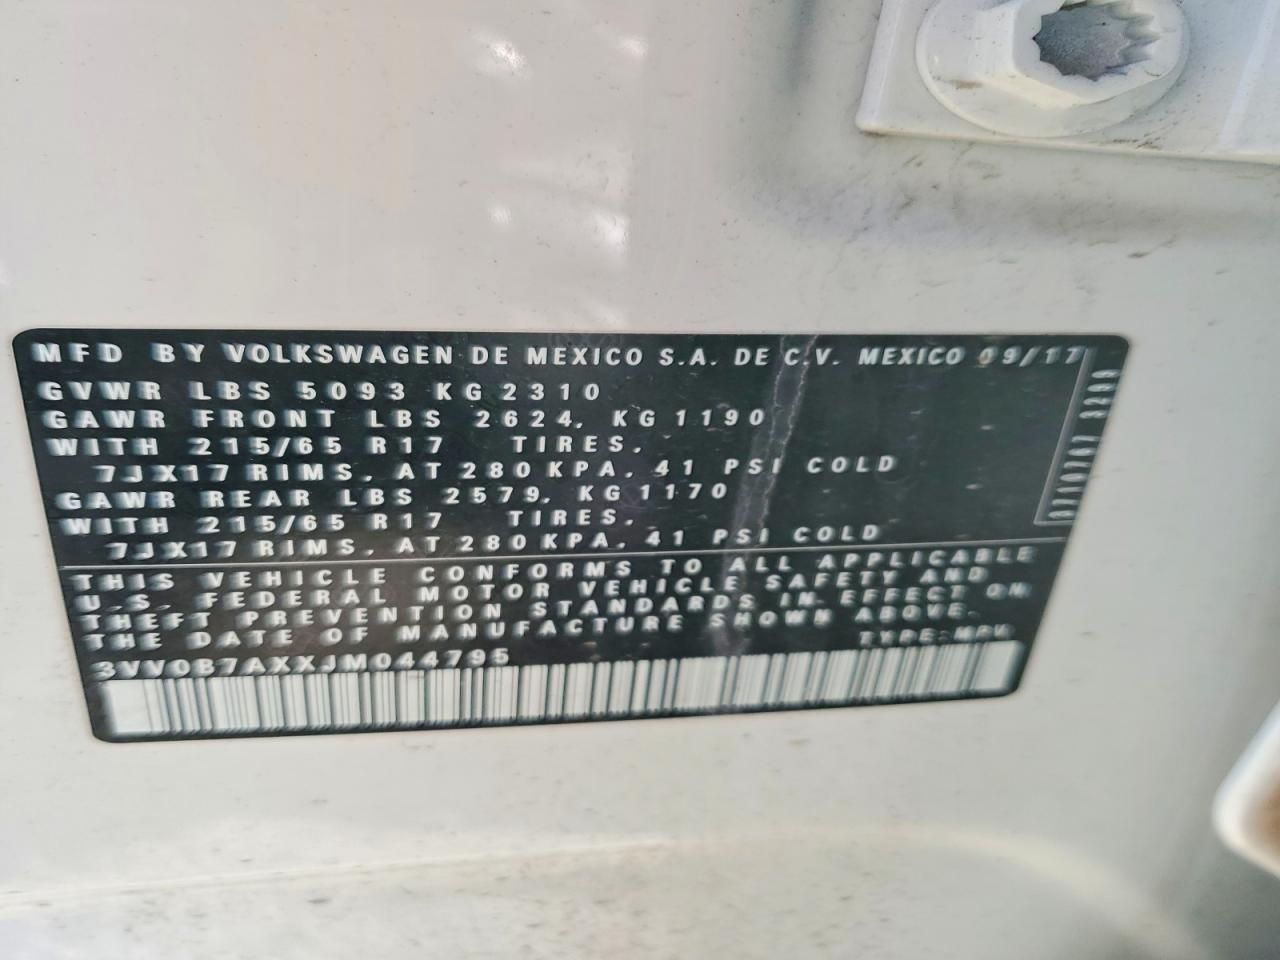 MFD BY VOLKSWAGEN DE MEXICO S.A. DE C.V. MEXICO 09/17
GVWR LBS 5093 KG 2310
GAWR FRONT LBS 2624, KG 1190
WITH 215/65 R17 TIRES,
7JX17 RIMS, AT 280 KPA, 41 PSI COLD
GAWR REAR LBS 2579, KG 1170
WITH 215/65 R17 TIRES,
7JX17 RIMS, AT 280 KPA, 41 PSI COLD
THIS VEHICLE CONFORMS TO ALL APPLICABLE
U.S. FEDERAL MOTOR VEHICLE SAFETY AND
THEFT PREVENTION STANDARDS IN EFFECT ON
THE DATE OF MANUFACTURE SHOWN ABOVE.
TYPE: MPV
3VV0B7AXXJM044795